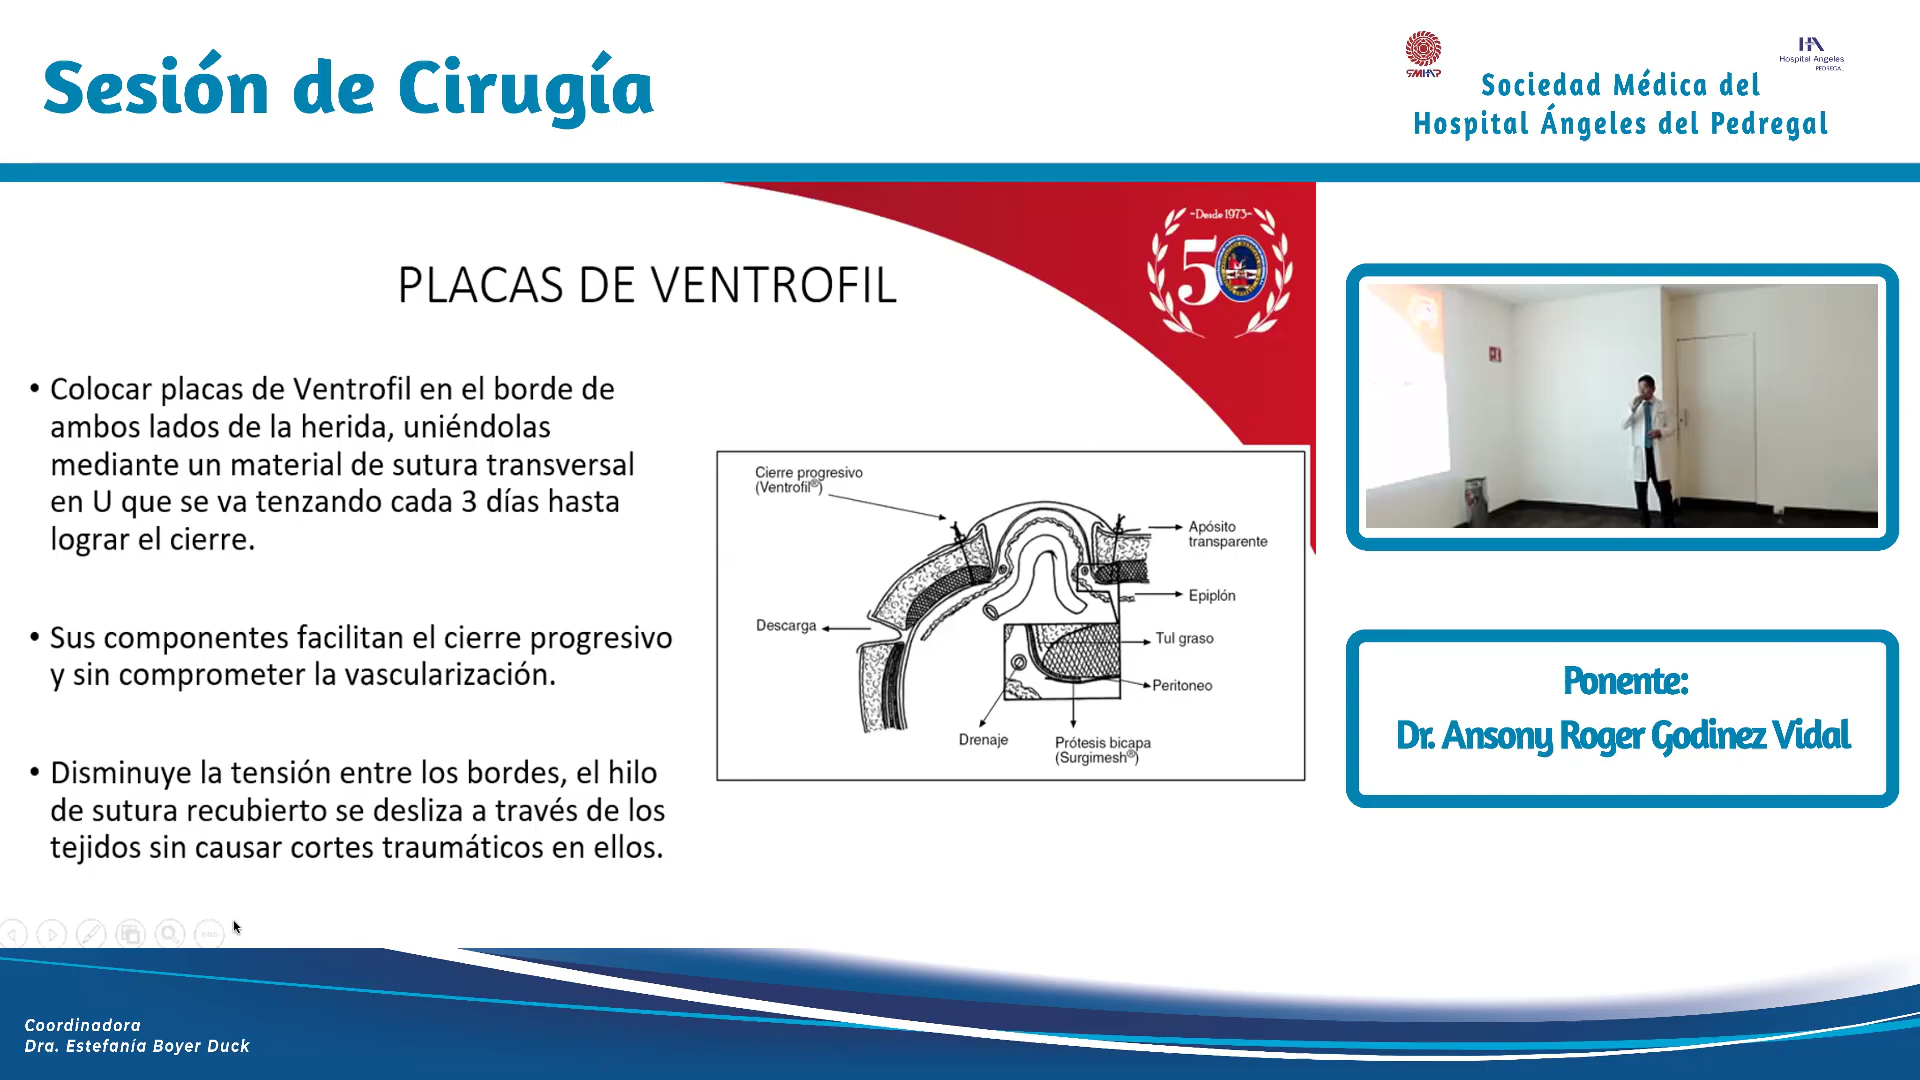 Sesión de Cirugía
SMHAP
Hospital Angeles
PEDREGAL
Sociedad Médica del
Hospital Ángeles del Pedregal
-Desde 1973-
50
PLACAS DE VENTROFIL
• Colocar placas de Ventrofil en el borde de
ambos lados de la herida, uniéndolas
mediante un material de sutura transversal
en U que se va tenzando cada 3 días hasta
lograr el cierre.
• Sus componentes facilitan el cierre progresivo
y sin comprometer la vascularización.
• Disminuye la tensión entre los bordes, el hilo
de sutura recubierto se desliza a través de los
tejidos sin causar cortes traumáticos en ellos.
Cierre progresivo
(Ventrofil®)
Apósito
transparente
Epiplón
Descarga
Tul graso
Peritoneo
Drenaje
Prótesis bicapa
(Surgimesh®)
Ponente:
Dr. Ansony Roger Godinez Vidal
Coordinadora
Dra. Estefanía Boyer Duck